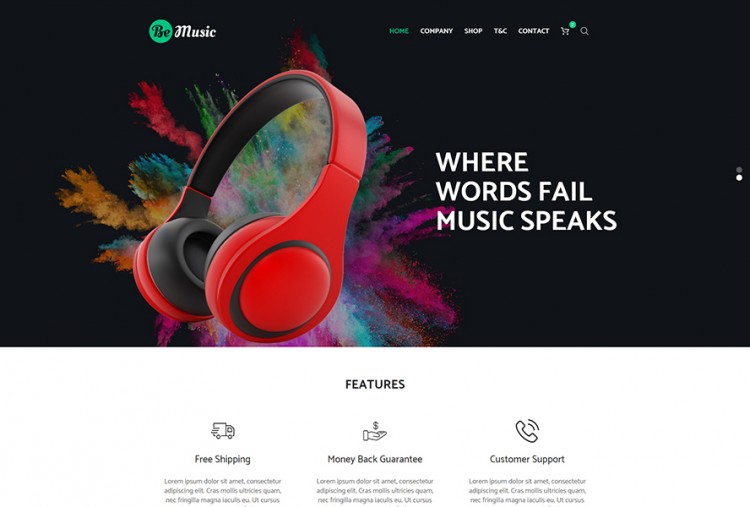 Be Music
HOME COMPANY SHOP T&C CONTACT
WHERE
WORDS FAIL
MUSIC SPEAKS
FEATURES
$
Free Shipping Money Back Guarantee Customer Support
Lorem ipsum dolor sit amet, consectetur Lorem ipsum dolor sit amet, consectetur Lorem ipsum dolor sit amet, consectetur
adipiscing elit. Cras mollis ultricies quam, adipiscing elit. Cras mollis ultricies quam, adipiscing elit. Cras mollis ultricies quam,
nec fringilla magna iaculis eu. Ut cursus nec fringilla magna iaculis eu. Ut cursus nec fringilla magna iaculis eu. Ut cursus